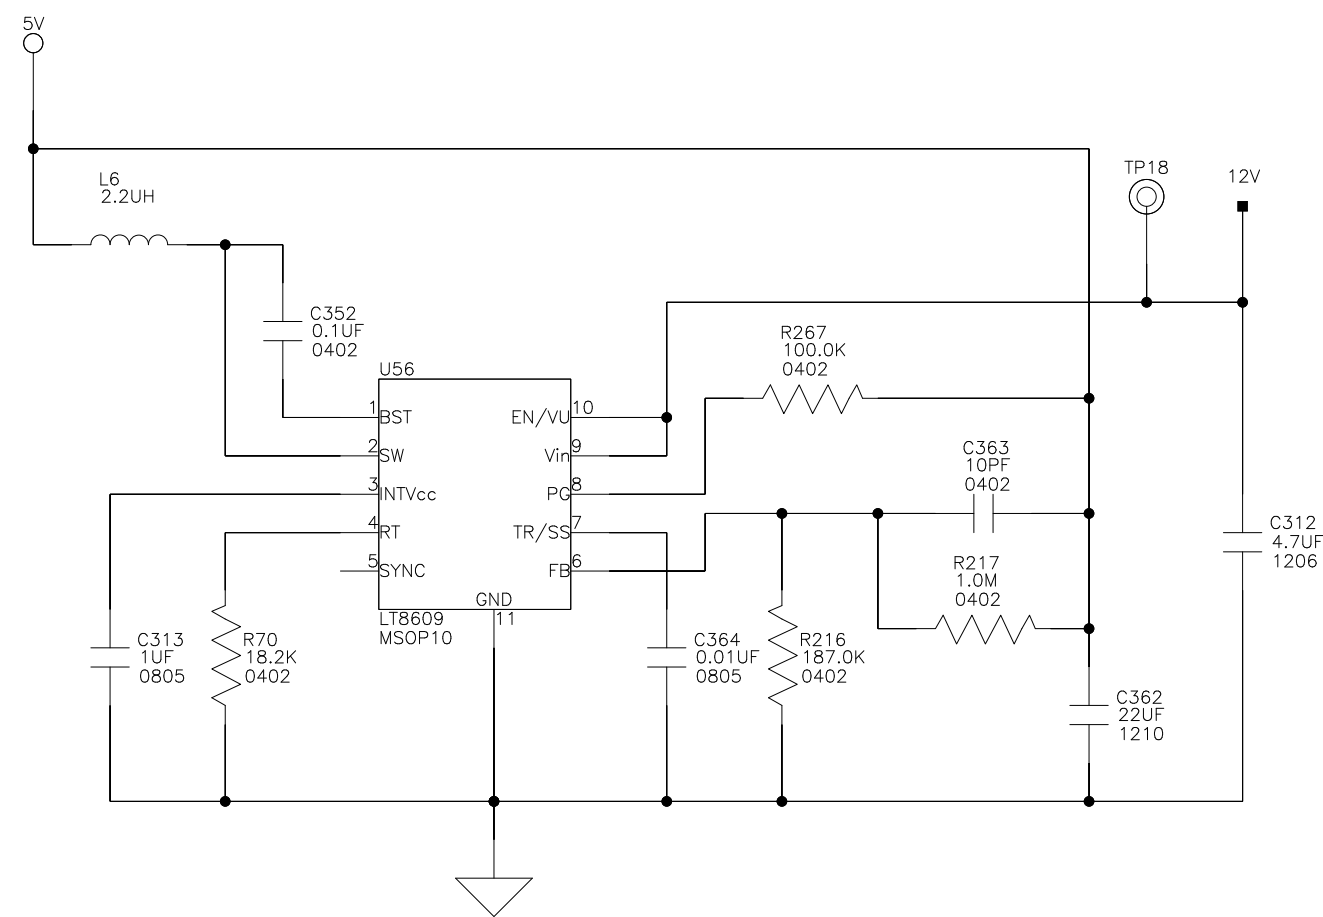 5V
L6
2.2UH
TP18
12V
C352
0.1UF
0402
R267
100.0K
0402
U56
1
BST
2
SW
3
INTVcc
4
RT
5
SYNC
10
EN/VU
9
Vin
8
PG
7
TR/SS
6
FB
GND
11
LT8609
MSOP10
C363
10PF
0402
R217
1.0M
0402
C312
4.7UF
1206
C313
1UF
0805
R70
18.2K
0402
C364
0.01UF
0805
R216
187.0K
0402
C362
22UF
1210